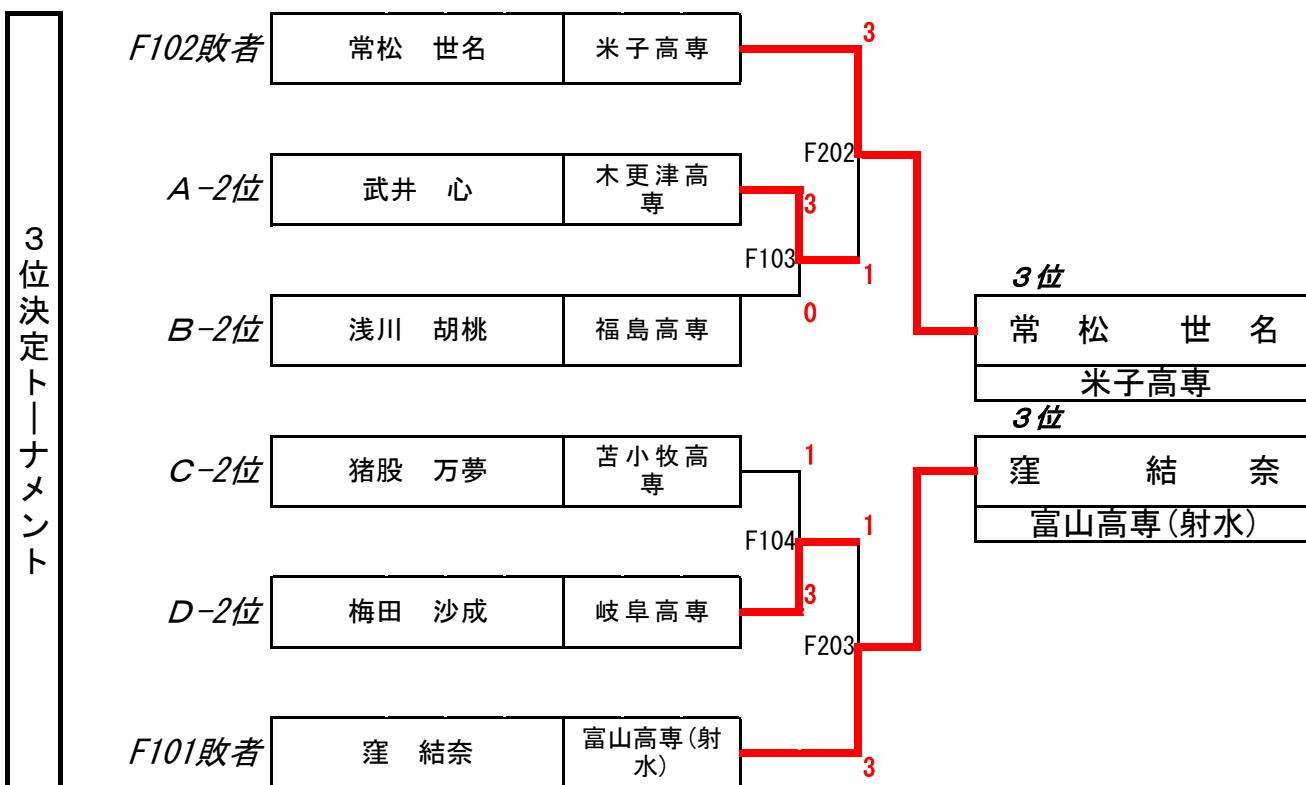 3位決定トーナメント
F102敗者 常松 世名 米子高専 3
F202
A-2位 武井 心 木更津高
専 3
F103 1
B-2位 浅川 胡桃 福島高専 0
3位
常 松 世 名
米子高専
3位
窪 結 奈
富山高専(射水)
C-2位 猪股 万夢 苫小牧高
専 1
F104 1
D-2位 梅田 沙成 岐阜高専 3
F203
F101敗者 窪 結奈 富山高専(射
水) 3